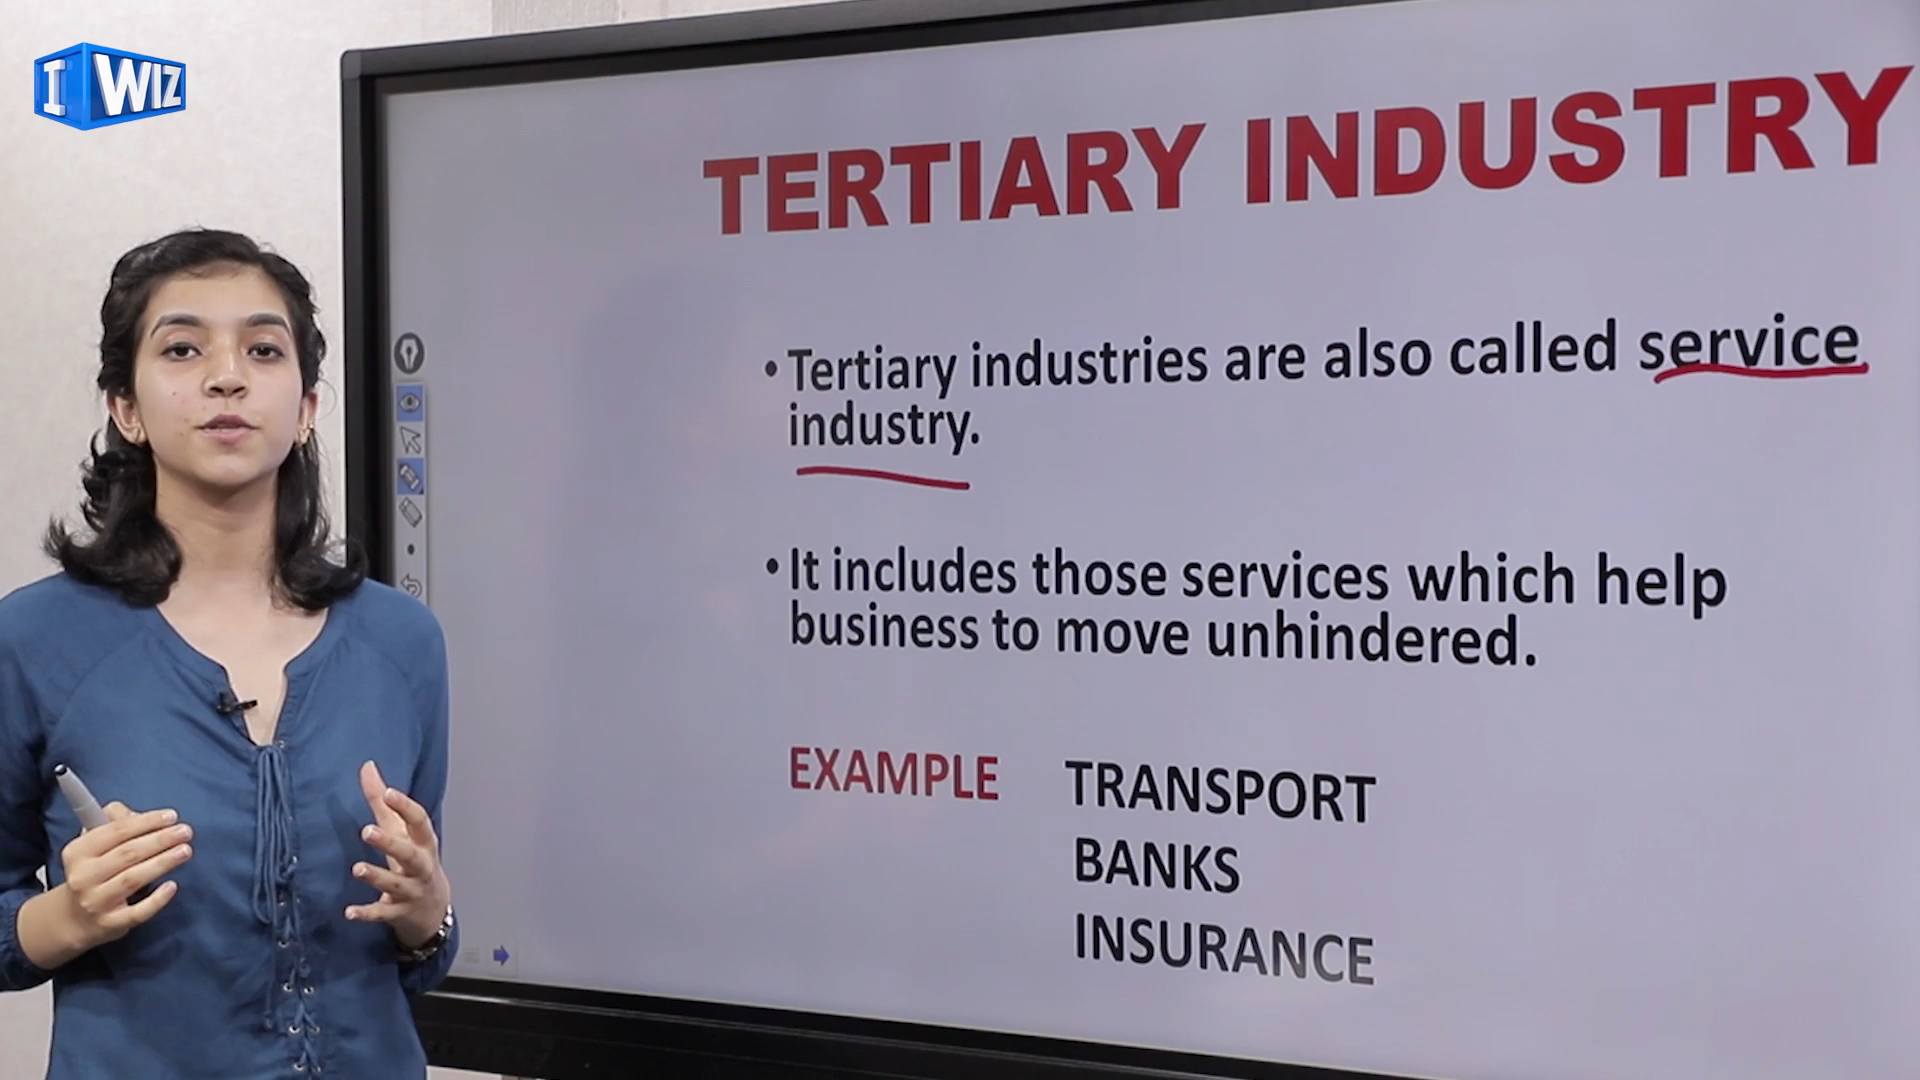 I WIZ
TERTIARY INDUSTRY
• Tertiary industries are also called service
industry.
• It includes those services which help
business to move unhindered.
EXAMPLE TRANSPORT
BANKS
INSURANCE